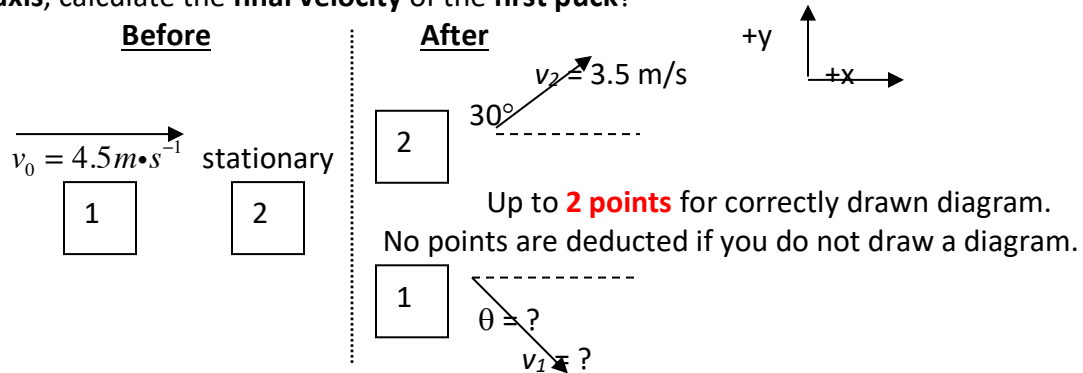 axis, calculate the final velocity of the first puck?
Before
After
+y
+x
v₂ = 3.5 m/s
30°
2
v₀ = 4.5m•s⁻¹ stationary
1
2
Up to 2 points for correctly drawn diagram.
No points are deducted if you do not draw a diagram.
1
θ = ?
v₁ = ?